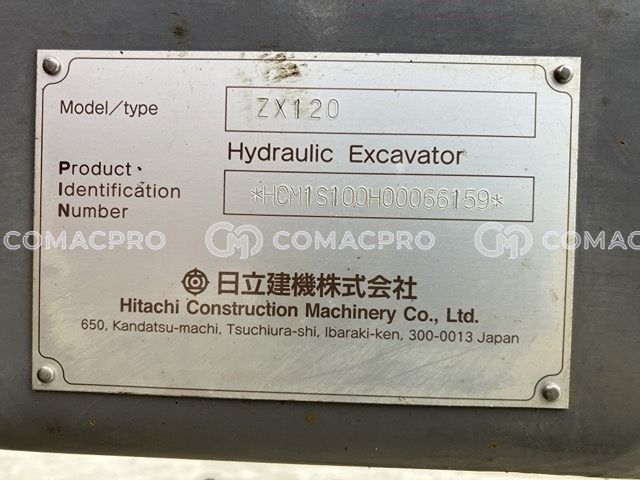 Model/type ZX120
Hydraulic Excavator
Product
Identification *HCM1S100H00066159*
Number
COMACPRO COMACPRO COMACPRO
日立建機株式会社
Hitachi Construction Machinery Co., Ltd.
650, Kandatsu-machi, Tsuchiura-shi, Ibaraki-ken, 300-0013 Japan